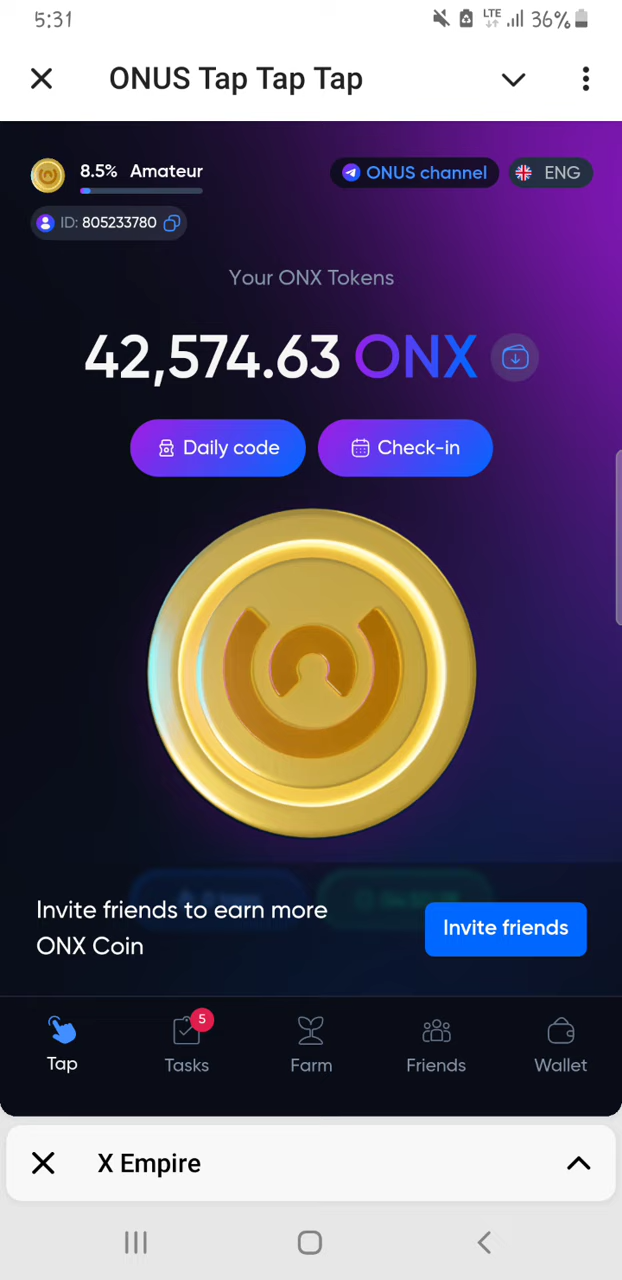 5:31
LTE
36%
ONUS Tap Tap Tap
8.5% Amateur
ONUS channel
ENG
ID: 805233780
Your ONX Tokens
42,574.63 ONX
Daily code
Check-in
Invite friends to earn more
ONX Coin
Invite friends
5
Tap
Tasks
Farm
Friends
Wallet
X Empire